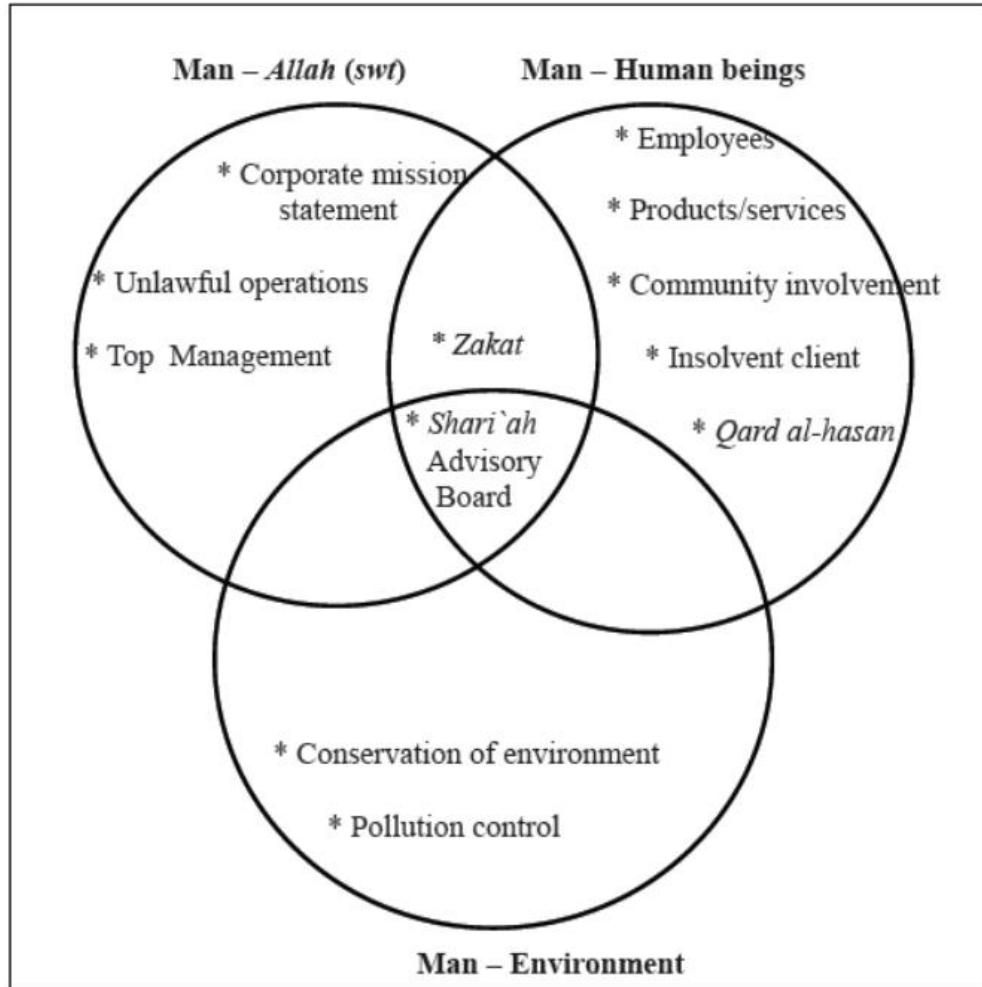 Man – Allah (swt)
Man – Human beings
* Corporate mission
statement
* Unlawful operations
* Top Management
* Employees
* Products/services
* Community involvement
* Insolvent client
* Qard al-hasan
* Zakat
* Shari`ah
Advisory
Board
* Conservation of environment
* Pollution control
Man – Environment